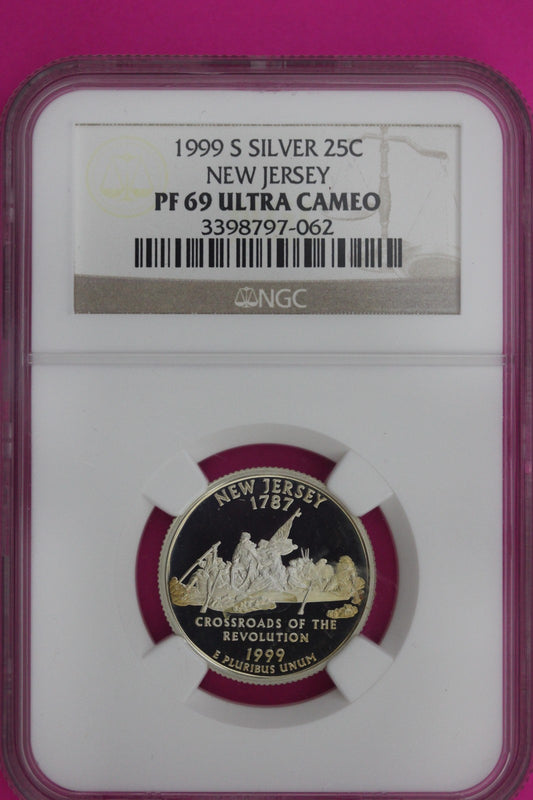 1999 S SILVER 25C
NEW JERSEY
PF 69 ULTRA CAMEO
3398797-062
NGC
NEW JERSEY
1787
CROSSROADS OF THE
REVOLUTION
1999
E PLURIBUS UNUM